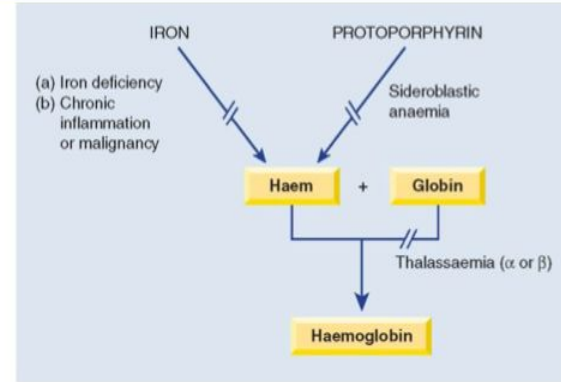 IRON
PROTOPORPHYRIN
(a) Iron deficiency
(b) Chronic
inflammation
or malignancy
Sideroblastic
anaemia
Haem
+
Globin
Thalassaemia (α or β)
Haemoglobin